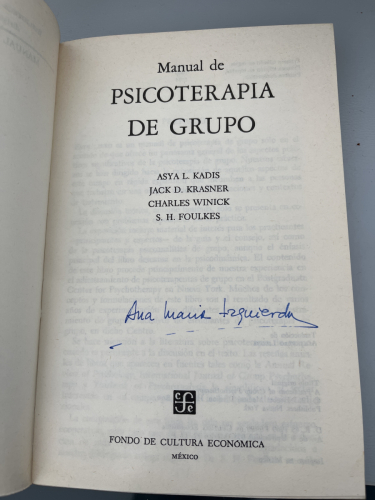 Manual de
PSICOTERAPIA
DE GRUPO
ASYA L. KADIS
JACK D. KRASNER
CHARLES WINICK
S. H. FOULKES
Ana Maria Izquierdo
FONDO DE CULTURA ECONÓMICA
MÉXICO